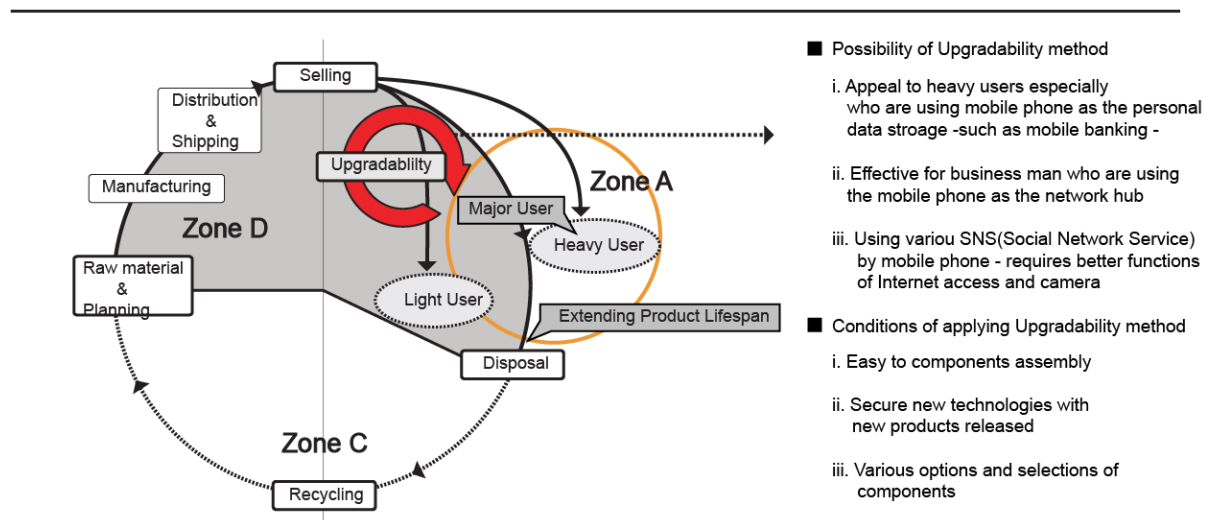 Selling
Distribution
&
Shipping
Manufacturing
Raw material
&
Planning
Zone D
Upgradablilty
Zone A
Major User
Heavy User
Light User
Extending Product Lifespan
Disposal
Zone C
Recycling
■ Possibility of Upgradability method
i. Appeal to heavy users especially
who are using mobile phone as the personal
data stroage -such as mobile banking -
ii. Effective for business man who are using
the mobile phone as the network hub
iii. Using variou SNS(Social Network Service)
by mobile phone - requires better functions
of Internet access and camera
■ Conditions of applying Upgradability method
i. Easy to components assembly
ii. Secure new technologies with
new products released
iii. Various options and selections of
components